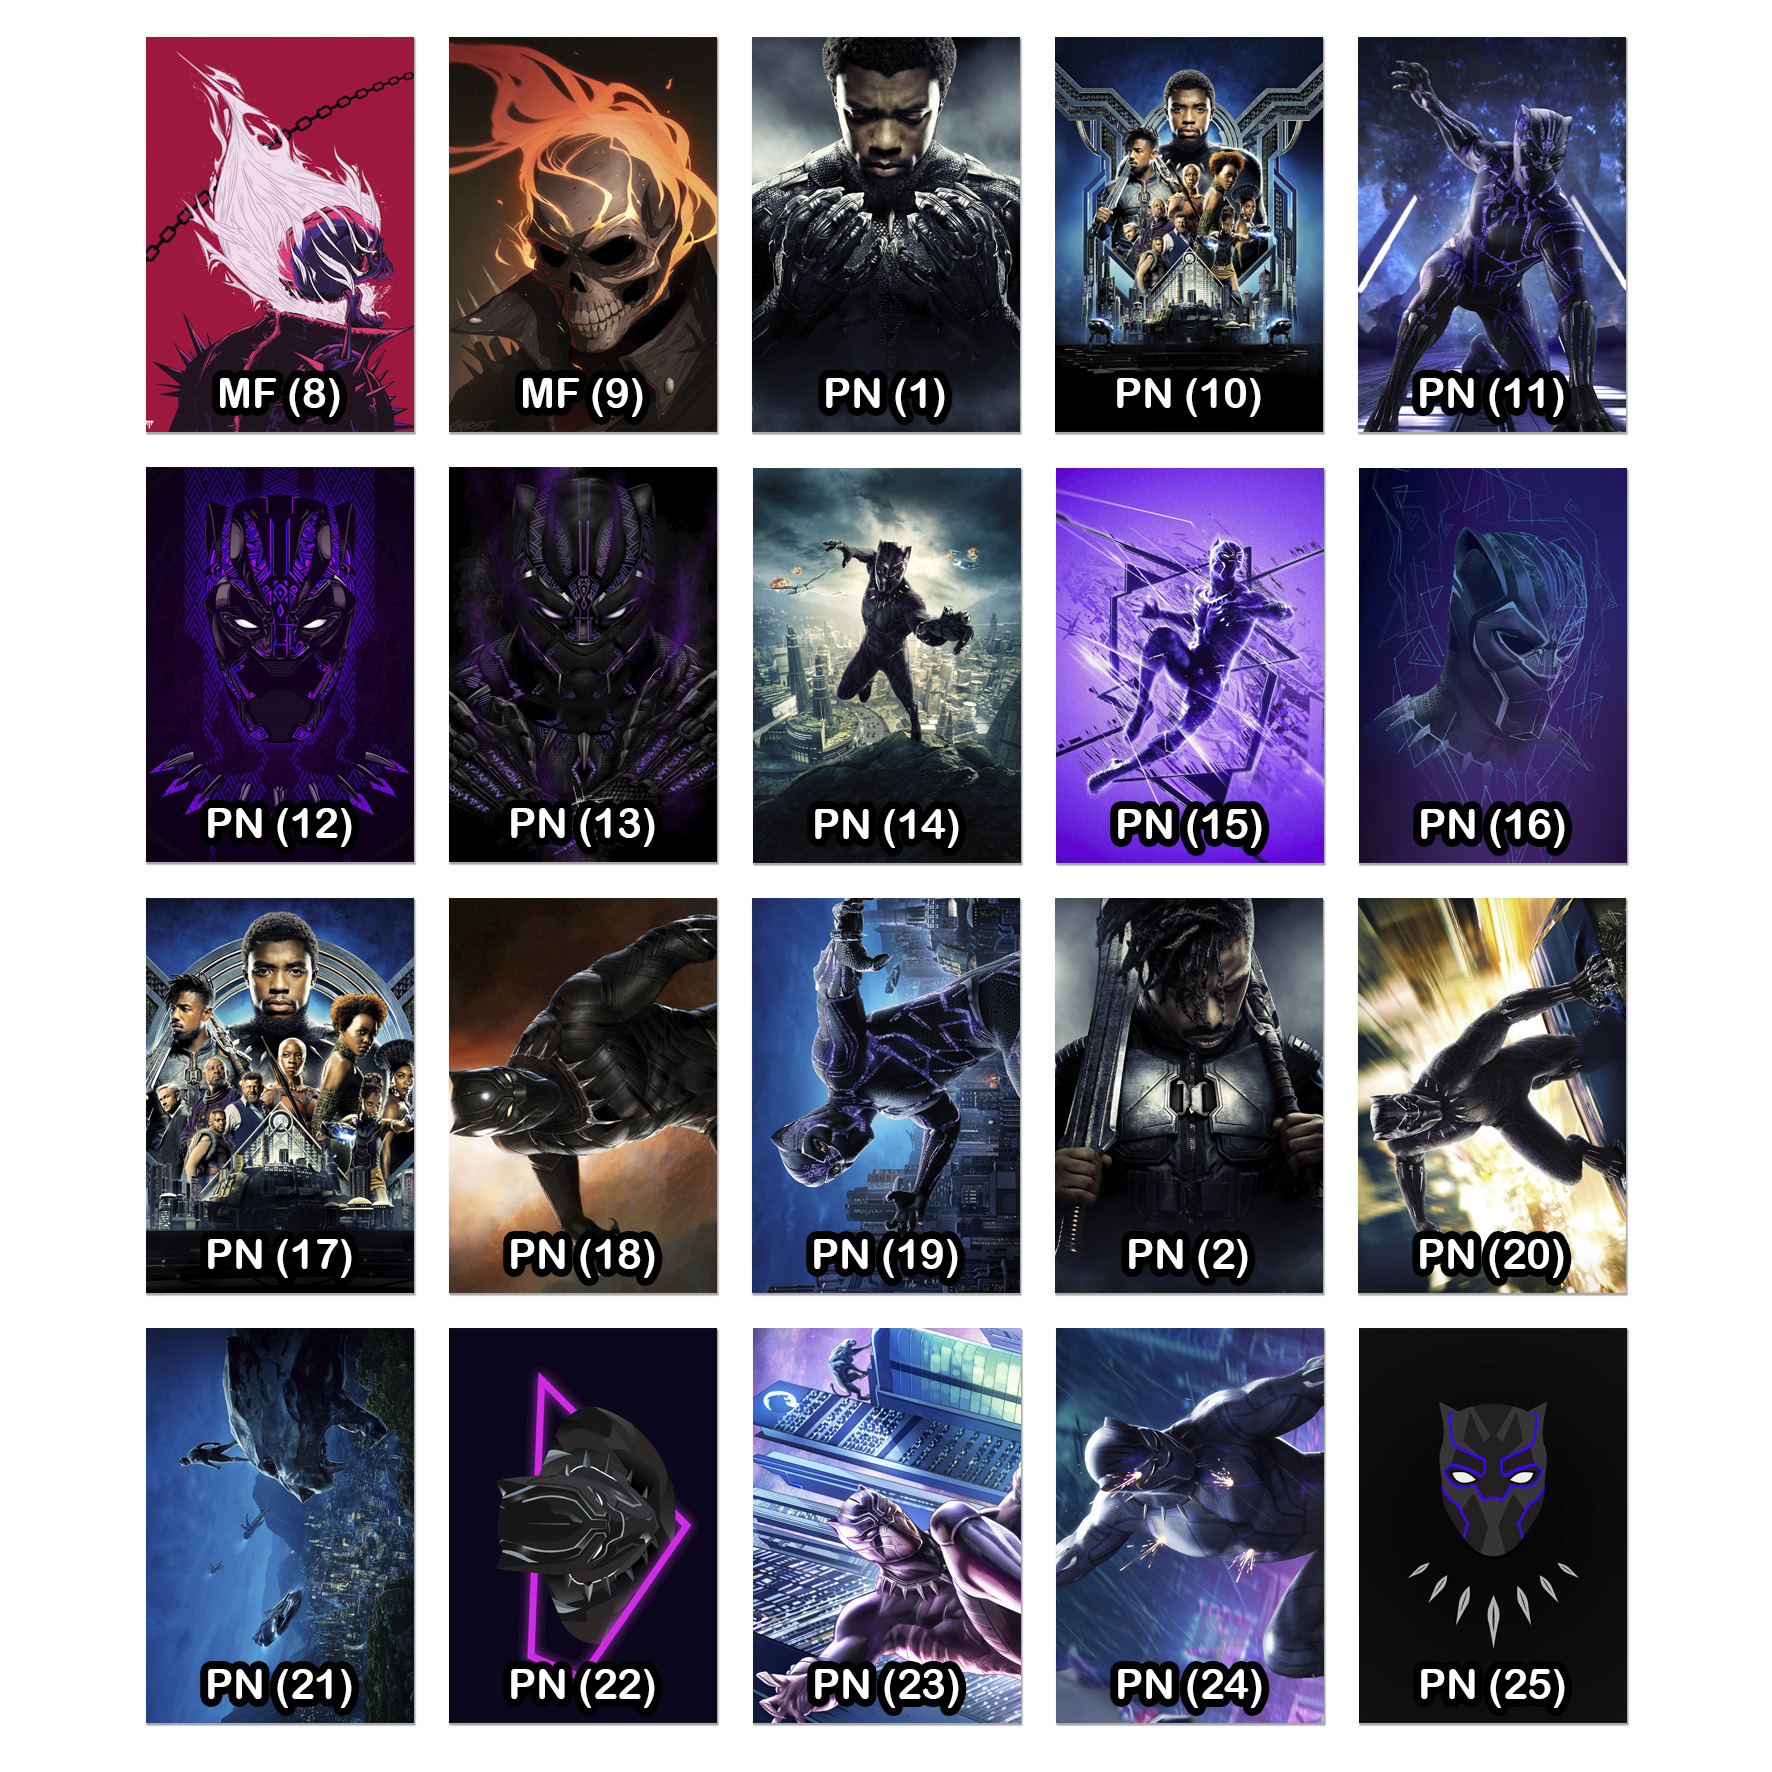 MF (8)
MF (9)
PN (1)
PN (10)
PN (11)
PN (12)
PN (13)
PN (14)
PN (15)
PN (16)
PN (17)
PN (18)
PN (19)
PN (2)
PN (20)
PN (21)
PN (22)
PN (23)
PN (24)
PN (25)